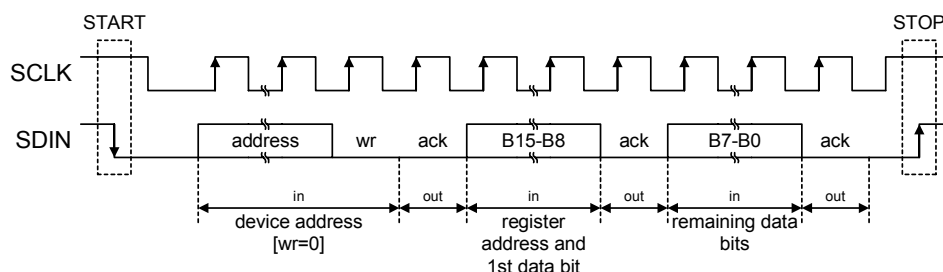 START
STOP
SCLK
SDIN
address
wr
ack
B15-B8
ack
B7-B0
ack
in
out
in
out
in
out
device address
[wr=0]
register
address and
1st data bit
remaining data
bits